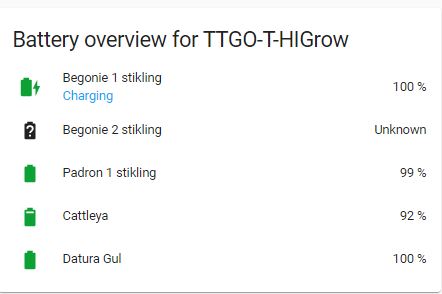 Battery overview for TTGO-T-HIGrow
Begonie 1 stikling
Charging
100 %
Begonie 2 stikling
Unknown
Padron 1 stikling
99 %
Cattleya
92 %
Datura Gul
100 %